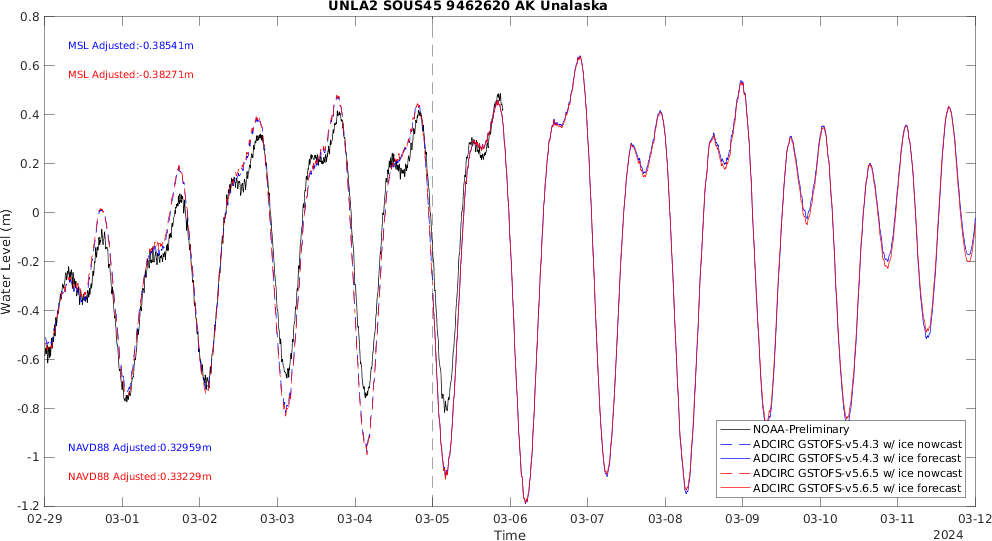 UNLA2 SOUS45 9462620 AK Unalaska
0.8
0.6
0.4
0.2
0
-0.2
-0.4
-0.6
-0.8
-1
-1.2
Water Level (m)
MSL Adjusted:-0.38541m
MSL Adjusted:-0.38271m
NAVD88 Adjusted:0.32959m
NAVD88 Adjusted:0.33229m
NOAA-Preliminary
ADCIRC GSTOFS-v5.4.3 w/ ice nowcast
ADCIRC GSTOFS-v5.4.3 w/ ice forecast
ADCIRC GSTOFS-v5.6.5 w/ ice nowcast
ADCIRC GSTOFS-v5.6.5 w/ ice forecast
02-29 03-01 03-02 03-03 03-04 03-05 03-06 03-07 03-08 03-09 03-10 03-11 03-12
Time
2024